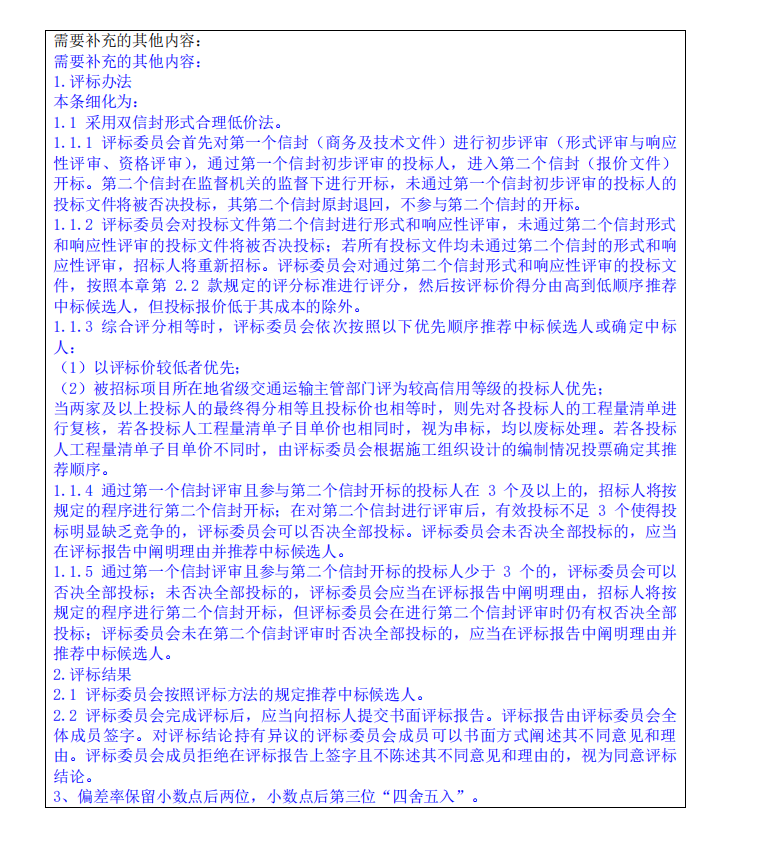 需要补充的其他内容：
需要补充的其他内容：
1.评标办法
本条细化为：
1.1 采用双信封形式合理低价法。
1.1.1 评标委员会首先对第一个信封（商务及技术文件）进行初步评审（形式评审与响应
性评审、资格评审），通过第一个信封初步评审的投标人，进入第二个信封（报价文件）
开标。第二个信封在监督机关的监督下进行开标，未通过第一个信封初步评审的投标人的
投标文件将被否决投标，其第二个信封原封退回，不参与第二个信封的开标。
1.1.2 评标委员会对投标文件第二个信封进行形式和响应性评审，未通过第二个信封形式
和响应性评审的投标文件将被否决投标；若所有投标文件均未通过第二个信封的形式和响
应性评审，招标人将重新招标。评标委员会对通过第二个信封形式和响应性评审的投标文
件，按照本章第 2.2 款规定的评分标准进行评分，然后按评标价得分由高到低顺序推荐
中标候选人，但投标报价低于其成本的除外。
1.1.3 综合评分相等时，评标委员会依次按照以下优先顺序推荐中标候选人或确定中标
人：
（1）以评标价较低者优先；
（2）被招标项目所在地省级交通运输主管部门评为较高信用等级的投标人优先；
当两家及以上投标人的最终得分相等且投标价也相等时，则先对各投标人的工程量清单进
行复核，若各投标人工程量清单子目单价也相同时，视为串标，均以废标处理。若各投标
人工程量清单子目单价不同时，由评标委员会根据施工组织设计的编制情况投票确定其推
荐顺序。
1.1.4 通过第一个信封评审且参与第二个信封开标的投标人在 3 个及以上的，招标人将按
规定的程序进行第二个信封开标；在对第二个信封进行评审后，有效投标不足 3 个使得投
标明显缺乏竞争的，评标委员会可以否决全部投标。评标委员会未否决全部投标的，应当
在评标报告中阐明理由并推荐中标候选人。
1.1.5 通过第一个信封评审且参与第二个信封开标的投标人少于 3 个的，评标委员会可以
否决全部投标；未否决全部投标的，评标委员会应当在评标报告中阐明理由，招标人将按
规定的程序进行第二个信封开标，但评标委员会在进行第二个信封评审时仍有权否决全部
投标；评标委员会未在第二个信封评审时否决全部投标的，应当在评标报告中阐明理由并
推荐中标候选人。
2.评标结果
2.1 评标委员会按照评标方法的规定推荐中标候选人。
2.2 评标委员会完成评标后，应当向招标人提交书面评标报告。评标报告由评标委员会全
体成员签字。对评标结论持有异议的评标委员会成员可以书面方式阐述其不同意见和理
由。评标委员会成员拒绝在评标报告上签字且不陈述其不同意见和理由的，视为同意评标
结论。
3、偏差率保留小数点后两位，小数点后第三位“四舍五入”。